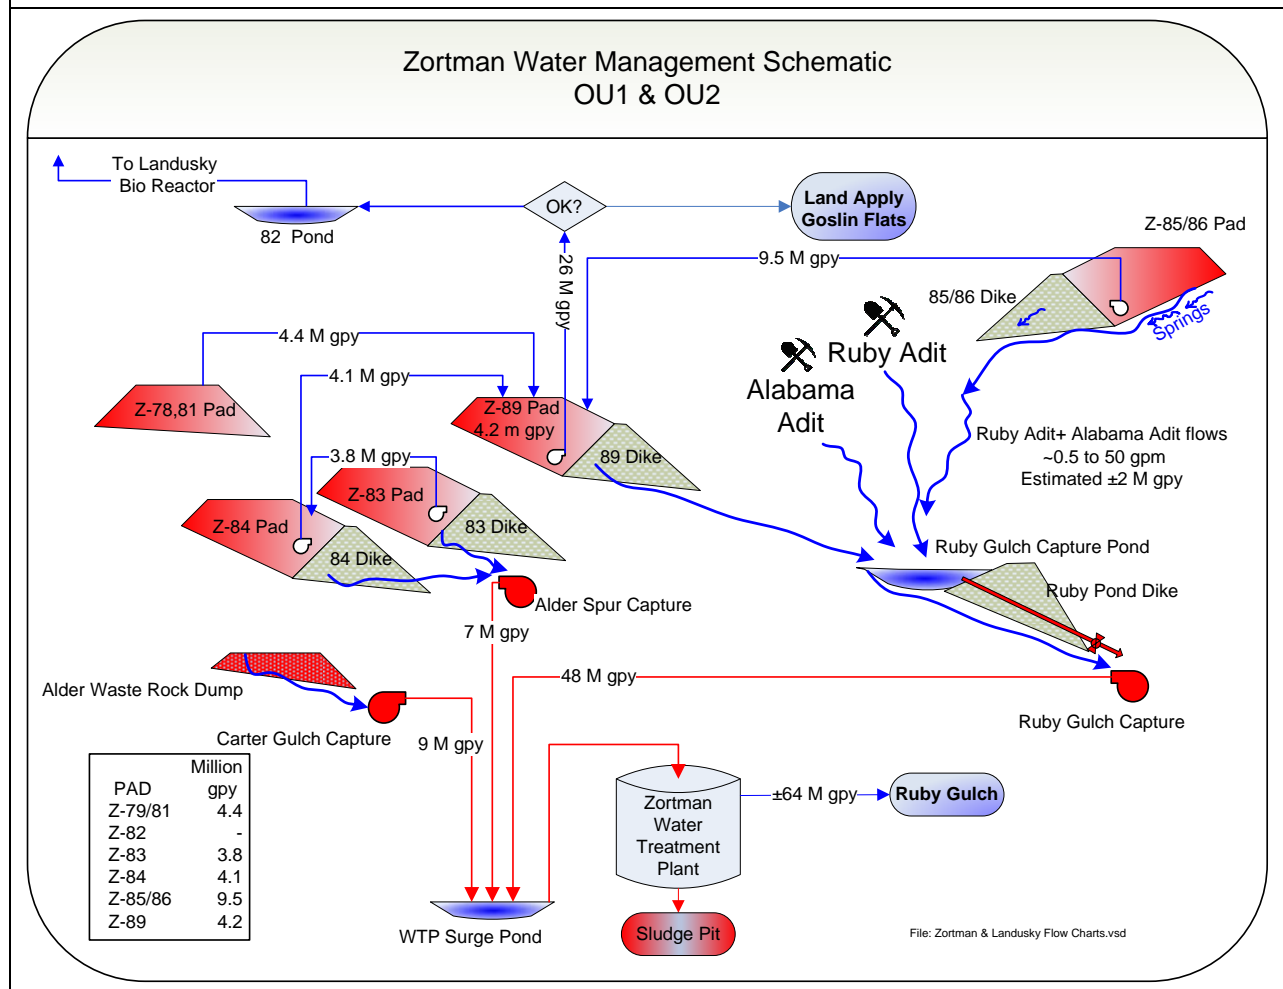 Zortman Water Management Schematic
OU1 & OU2
To Landusky
Bio Reactor
82  Pond
OK?
Land Apply
Goslin Flats
26 M gpy
9.5 M gpy
Z-85/86 Pad
85/86 Dike
Springs
Ruby Adit
Alabama
Adit
4.4 M gpy
4.1 M gpy
Z-78,81 Pad
Z-89 Pad
4.2 m gpy
89 Dike
3.8 M gpy
Z-83 Pad
83 Dike
Z-84 Pad
84 Dike
Ruby Adit+ Alabama Adit flows
~0.5 to 50 gpm
Estimated ±2 M gpy
Ruby Gulch Capture Pond
Ruby Pond Dike
Alder Spur Capture
7 M gpy
48 M gpy
Alder Waste Rock Dump
Carter Gulch Capture
9 M gpy
Ruby Gulch Capture
Million
PAD gpy
Z-79/81 4.4
Z-82 -
Z-83 3.8
Z-84 4.1
Z-85/86 9.5
Z-89 4.2
Zortman
Water
Treatment
Plant
±64 M gpy
Ruby Gulch
WTP Surge Pond
Sludge Pit
File: Zortman & Landusky Flow Charts.vsd